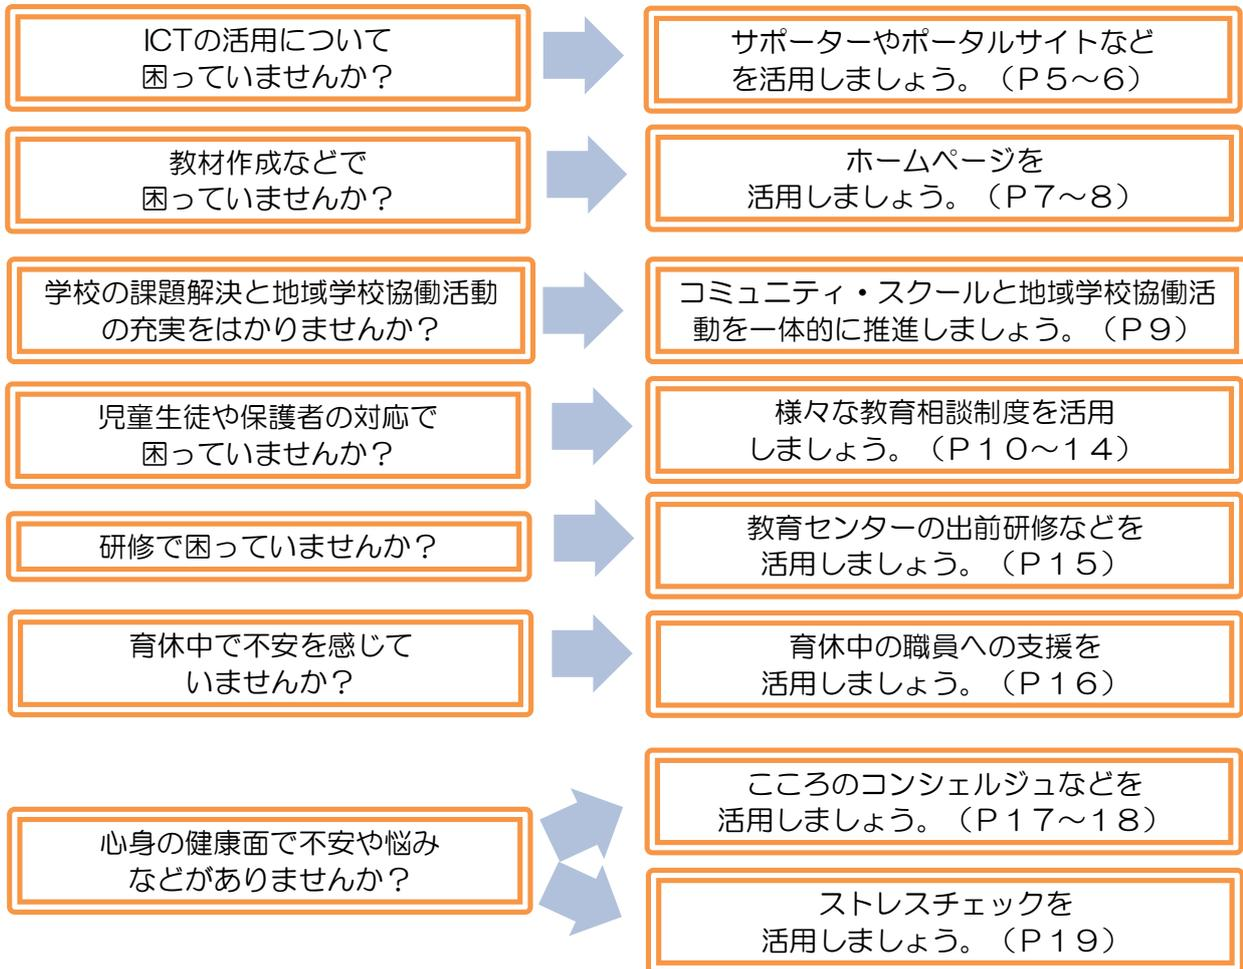 ICTの活用について
困っていませんか？
サポーターやポータルサイトなど
を活用しましょう。（Ｐ５～６）
教材作成などで
困っていませんか？
ホームページを
活用しましょう。（Ｐ７～８）
学校の課題解決と地域学校協働活動
の充実をはかりませんか？
コミュニティ・スクールと地域学校協働活
動を一体的に推進しましょう。（Ｐ９）
児童生徒や保護者の対応で
困っていませんか？
様々な教育相談制度を活用
しましょう。（Ｐ１０～１４）
研修で困っていませんか？
教育センターの出前研修などを
活用しましょう。（Ｐ１５）
育休中で不安を感じて
いませんか？
育休中の職員への支援を
活用しましょう。（Ｐ１６）
心身の健康面で不安や悩み
などがありませんか？
こころのコンシェルジュなどを
活用しましょう。（Ｐ１７～１８）
ストレスチェックを
活用しましょう。（Ｐ１９）